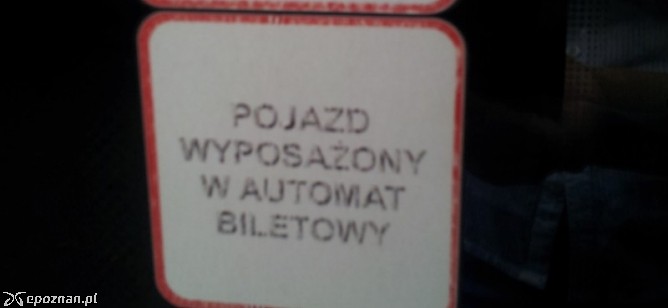 POJAZD
WYPOSAŻONY
W AUTOMAT
BILETOWY
epoznan.pl